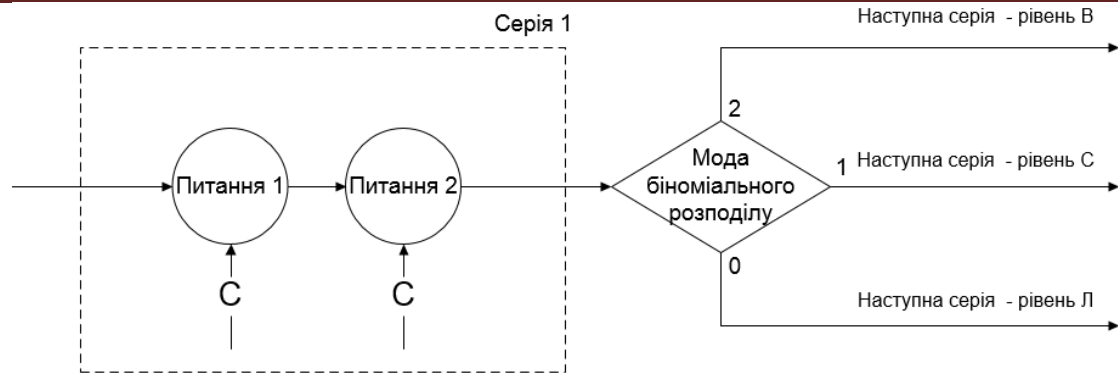 Серія 1
Наступна серія - рівень В
2
Питання 1
Питання 2
Мода
біноміального
розподілу
1
Наступна серія - рівень С
0
С
С
Наступна серія - рівень Л